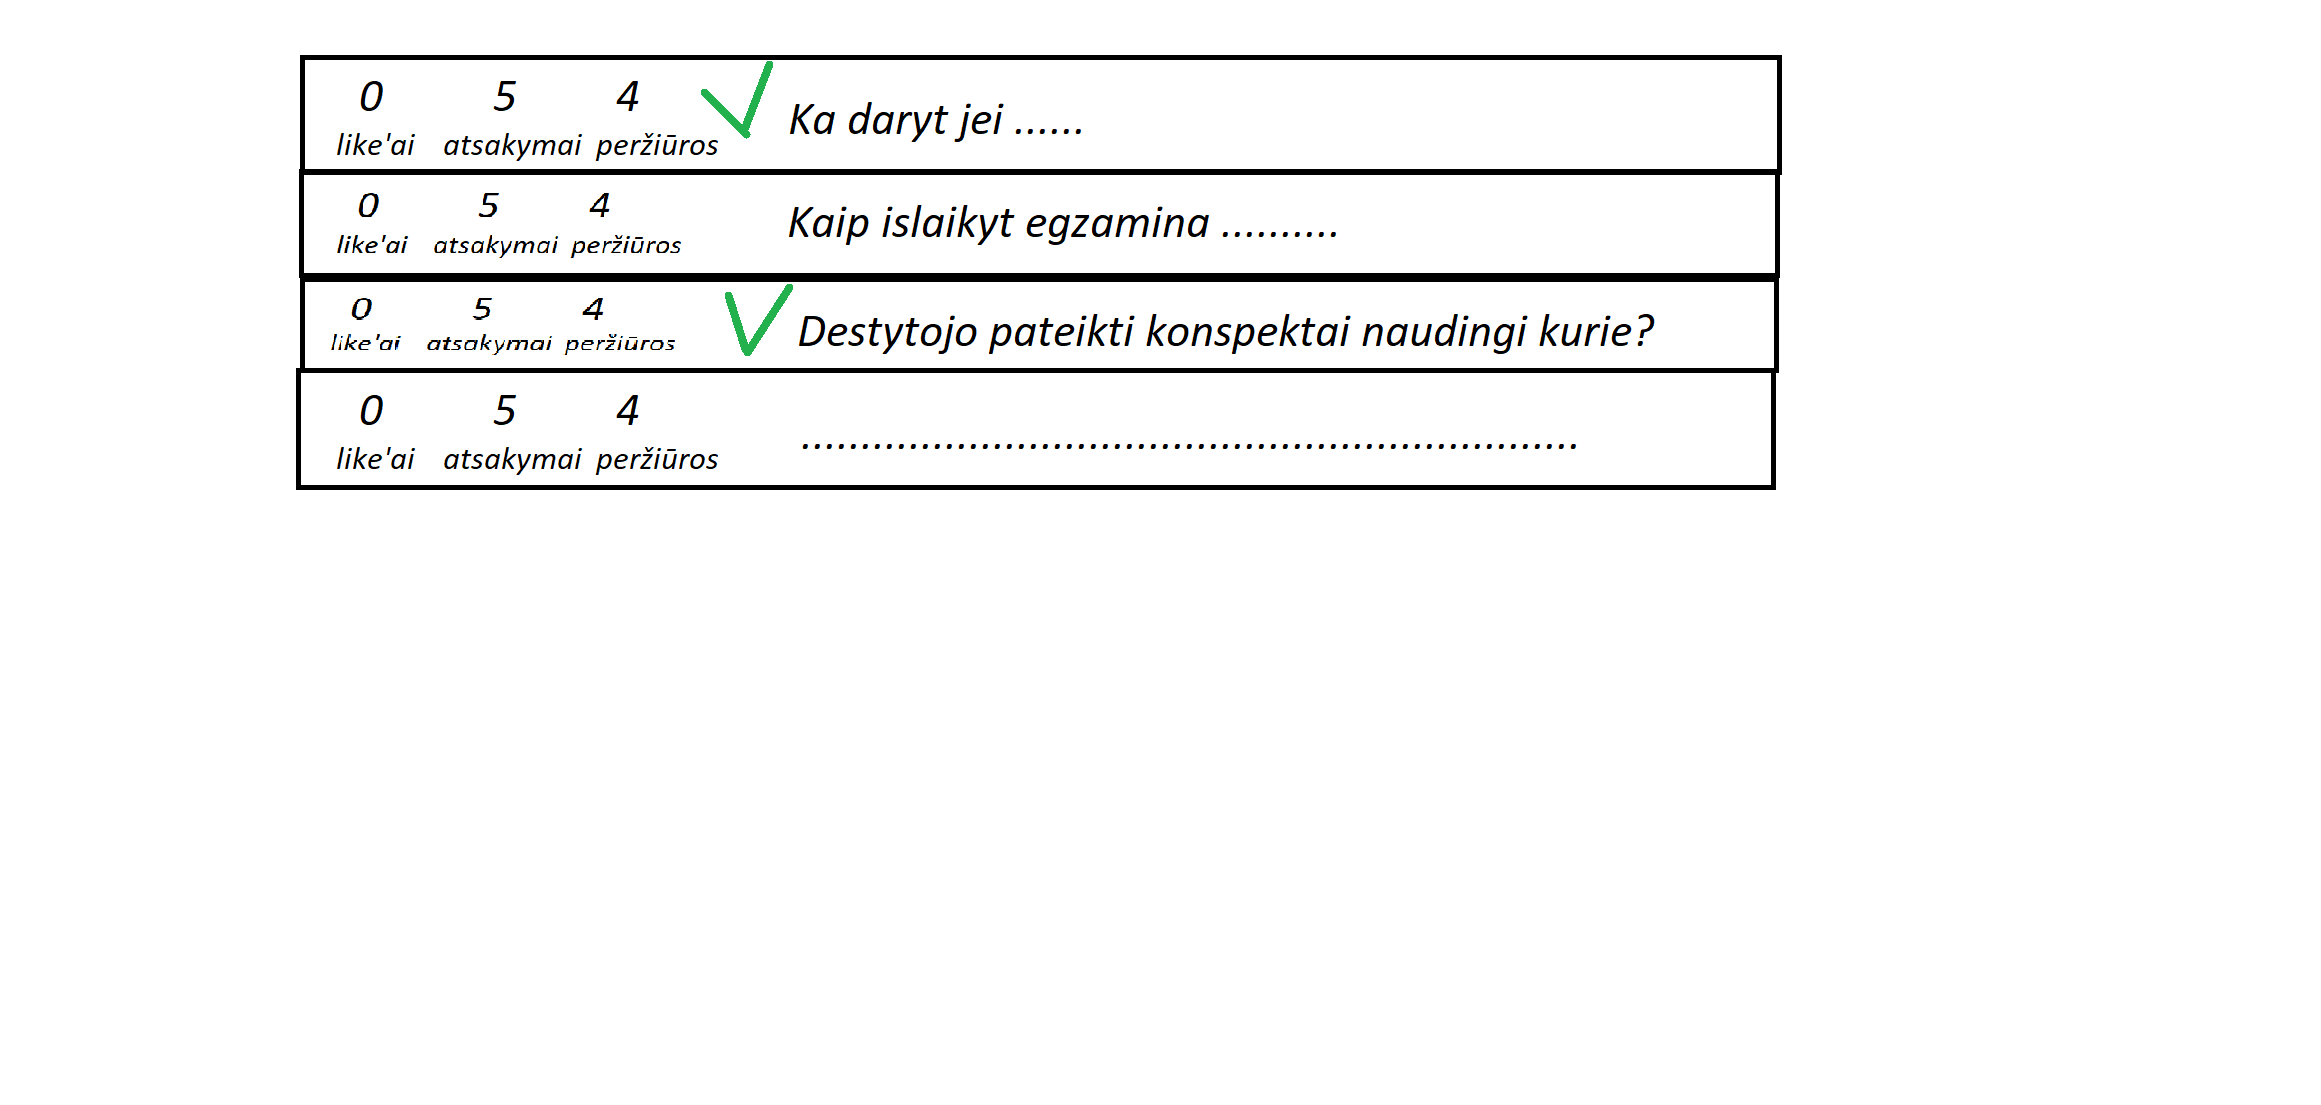 0 5 4
Ka daryt jei ......
like'ai atsakymai peržiūros
0 5 4
Kaip islaikyt egzamina ..........
like'ai atsakymai peržiūros
0 5 4
Destytojo pateikti konspektai naudingi kurie?
like'ai atsakymai peržiūros
0 5 4
..................................................................
like'ai atsakymai peržiūros